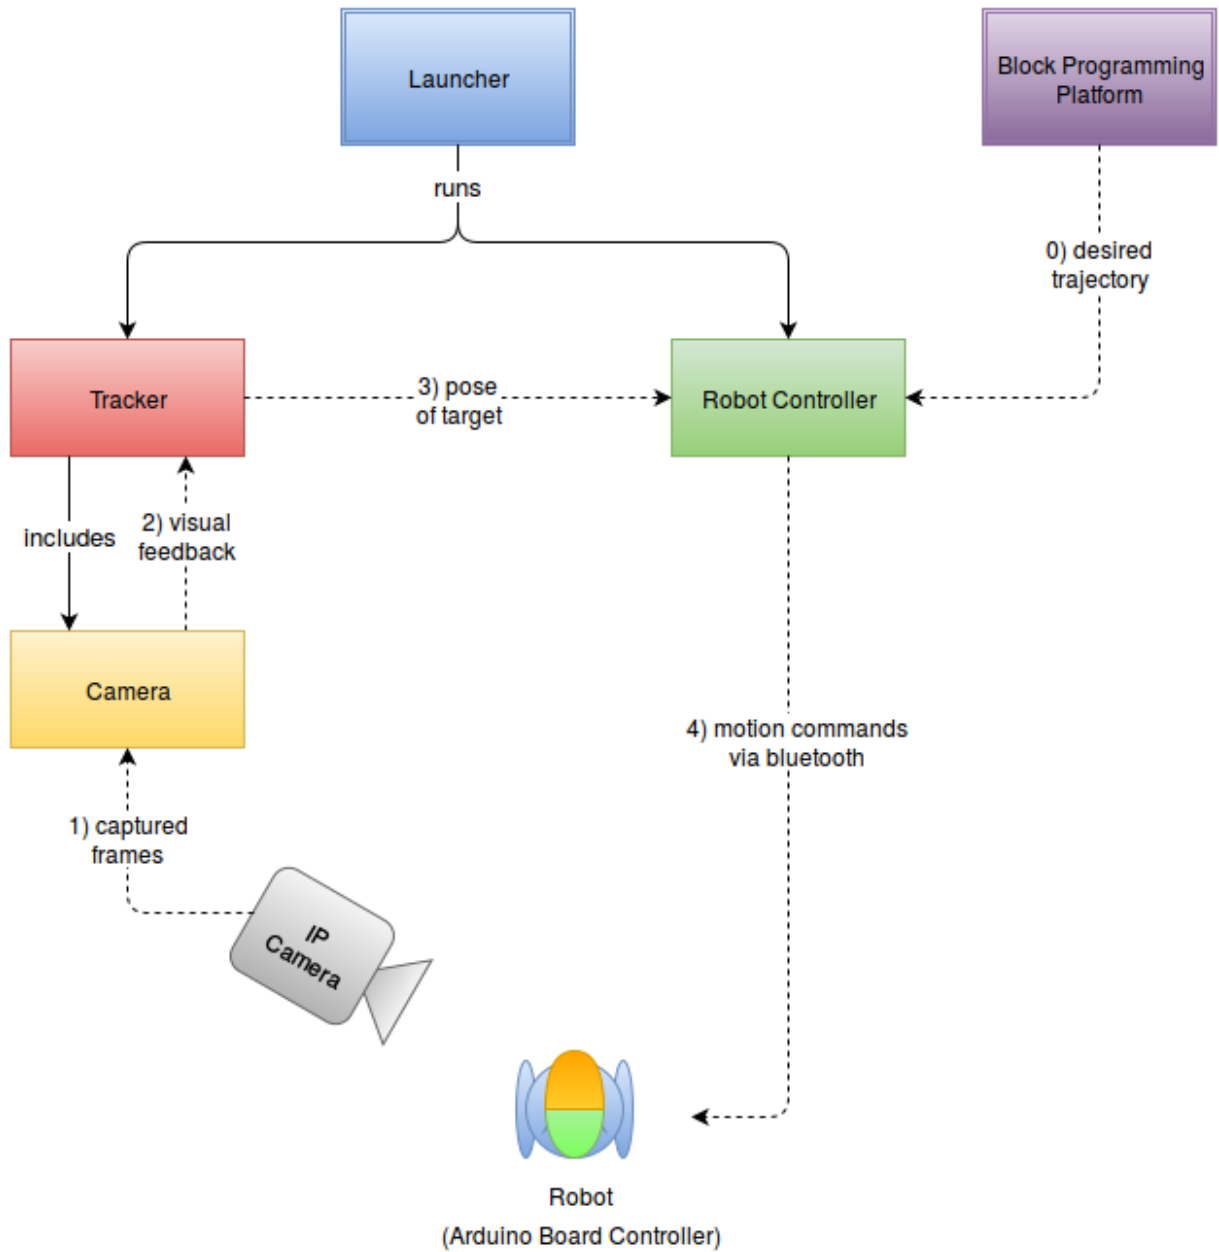 Launcher
Block Programming
Platform
runs
0) desired
trajectory
Tracker
3) pose
of target
Robot Controller
includes
2) visual
feedback
Camera
4) motion commands
via bluetooth
1) captured
frames
IP
Camera
Robot
(Arduino Board Controller)